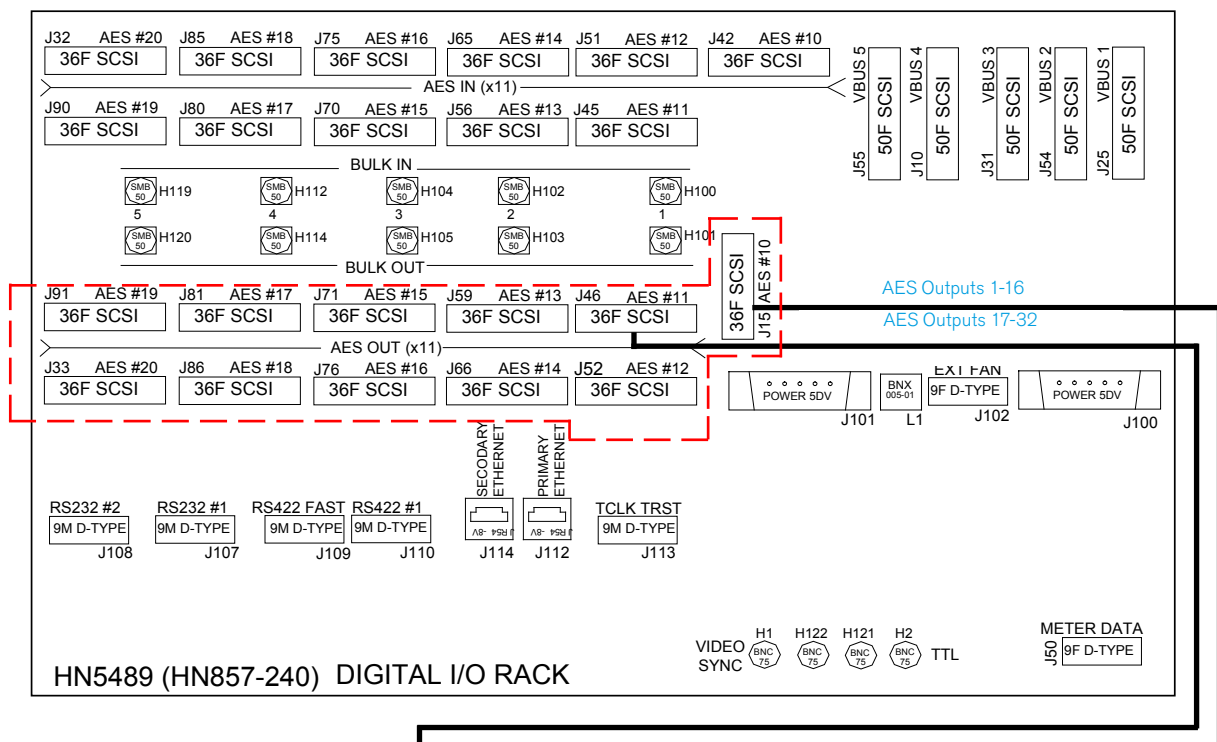 J32 AES #20 J85 AES #18 J75 AES #16 J65 AES #14 J51 AES #12 J42 AES #10
36F SCSI 36F SCSI 36F SCSI 36F SCSI 36F SCSI 36F SCSI
AES IN (x11)
J90 AES #19 J80 AES #17 J70 AES #15 J56 AES #13 J45 AES #11
36F SCSI 36F SCSI 36F SCSI 36F SCSI 36F SCSI
J55 VBUS 5 50F SCSI
J10 VBUS 4 50F SCSI
J31 VBUS 3 50F SCSI
J54 VBUS 2 50F SCSI
J25 VBUS 1 50F SCSI
BULK IN
SMB 50 H119 SMB 50 H112 SMB 50 H104 SMB 50 H102 SMB 50 H100
5 4 3 2 1
SMB 50 H120 SMB 50 H114 SMB 50 H105 SMB 50 H103 SMB 50 H101
BULK OUT
36F SCSI
J15 AES #10
J91 AES #19 J81 AES #17 J71 AES #15 J59 AES #13 J46 AES #11
36F SCSI 36F SCSI 36F SCSI 36F SCSI 36F SCSI
AES Outputs 1-16
AES Outputs 17-32
AES OUT (x11)
J33 AES #20 J86 AES #18 J76 AES #16 J66 AES #14 J52 AES #12
36F SCSI 36F SCSI 36F SCSI 36F SCSI 36F SCSI
POWER 5DV
J101
BNX
005-01
L1
EXT FAN
9F D-TYPE
J102
POWER 5DV
J100
SECODARY
ETHERNET
PRIMARY
ETHERNET
RS232 #2 RS232 #1 RS422 FAST RS422 #1 TCLK TRST
9M D-TYPE 9M D-TYPE 9M D-TYPE 9M D-TYPE RJ54 -8V RJ54 -8V 9M D-TYPE
J108 J107 J109 J110 J114 J112 J113
H1 H122 H121 H2
VIDEO
SYNC
BNC 75 BNC 75 BNC 75 BNC 75 TTL
METER DATA
J50 9F D-TYPE
HN5489 (HN857-240) DIGITAL I/O RACK